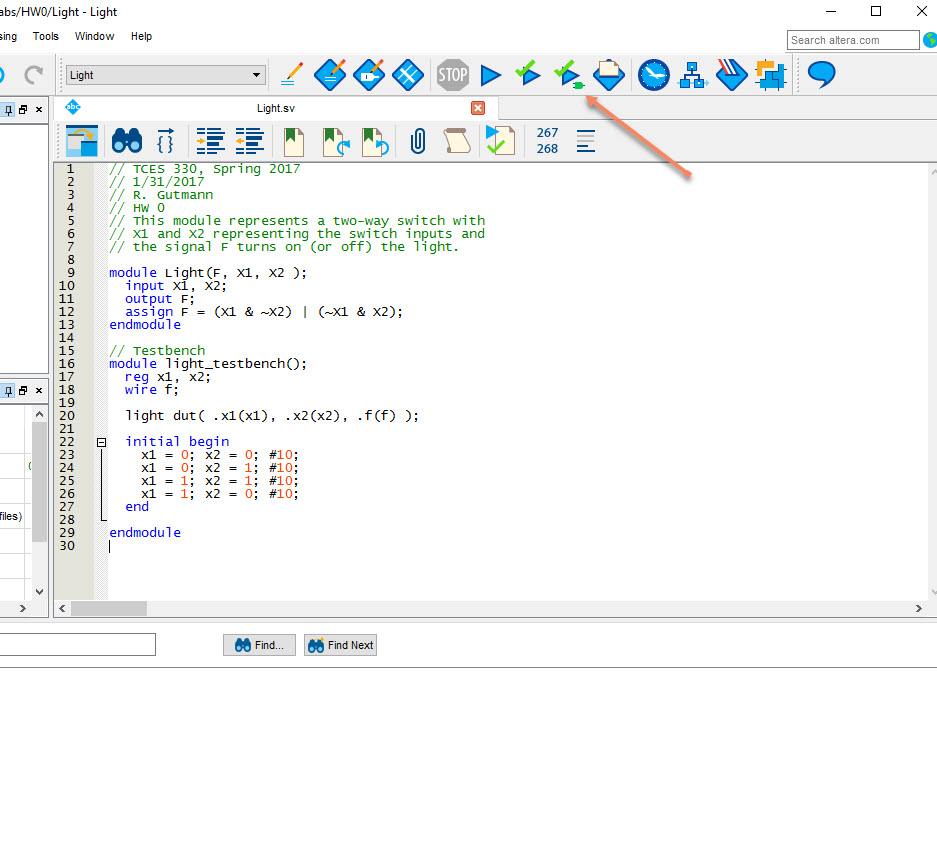 abs/HW0/Light - Light
sing Tools Window Help
Search altera.com
Light
STOP
abc Light.sv
267
268
1 // TCES 330, Spring 2017
2 // 1/31/2017
3 // R. Gutmann
4 // HW 0
5 // This module represents a two-way switch with
6 // X1 and X2 representing the switch inputs and
7 // the signal F turns on (or off) the light.
8
9 module Light(F, X1, X2 );
10 input X1, X2;
11 output F;
12 assign F = (X1 & ~X2) | (~X1 & X2);
13 endmodule
14
15 // Testbench
16 module light_testbench();
17 reg x1, x2;
18 wire f;
19
20 light dut( .x1(x1), .x2(x2), .f(f) );
21
22 initial begin
23 x1 = 0; x2 = 0; #10;
24 x1 = 0; x2 = 1; #10;
25 x1 = 1; x2 = 1; #10;
26 x1 = 1; x2 = 0; #10;
27 end
28
29 endmodule
30
files)
Find... Find Next